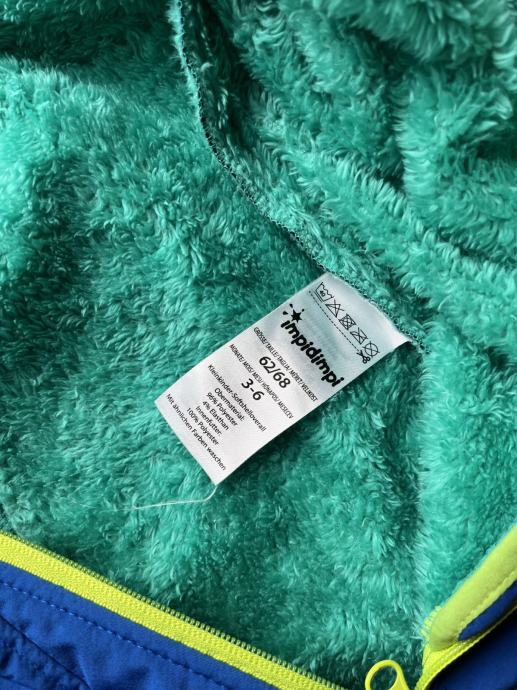 impidimpi
GRÖSSE/TAILLE/TAGLIA/MÉRET/VELIKOST
62/68
MONATE/MOIS/MESI/HÓNAPOS/MESECEV
3-6
Kleinkinder-Softshelloverall
Obermaterial:
96% Polyester
4% Elasthan
Innenfutter:
100% Polyester
Mit ähnlichen Farben waschen